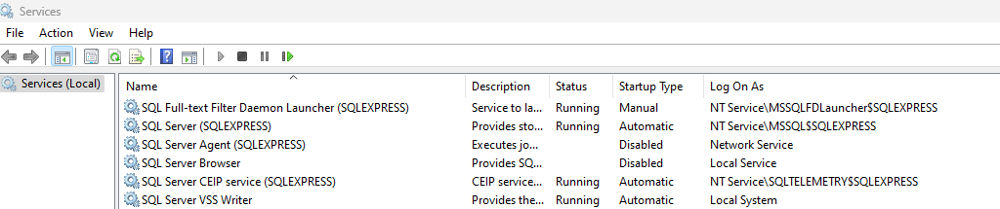 Services
File Action View Help
Services (Local)
Name Description Status Startup Type Log On As
SQL Full-text Filter Daemon Launcher (SQLEXPRESS) Service to la... Running Manual NT Service\MSSQLFDLauncher$SQLEXPRESS
SQL Server (SQLEXPRESS) Provides sto... Running Automatic NT Service\MSSQL$SQLEXPRESS
SQL Server Agent (SQLEXPRESS) Executes jo... Disabled Network Service
SQL Server Browser Provides SQ... Disabled Local Service
SQL Server CEIP service (SQLEXPRESS) CEIP service... Running Automatic NT Service\SQLTELEMETRY$SQLEXPRESS
SQL Server VSS Writer Provides the... Running Automatic Local System